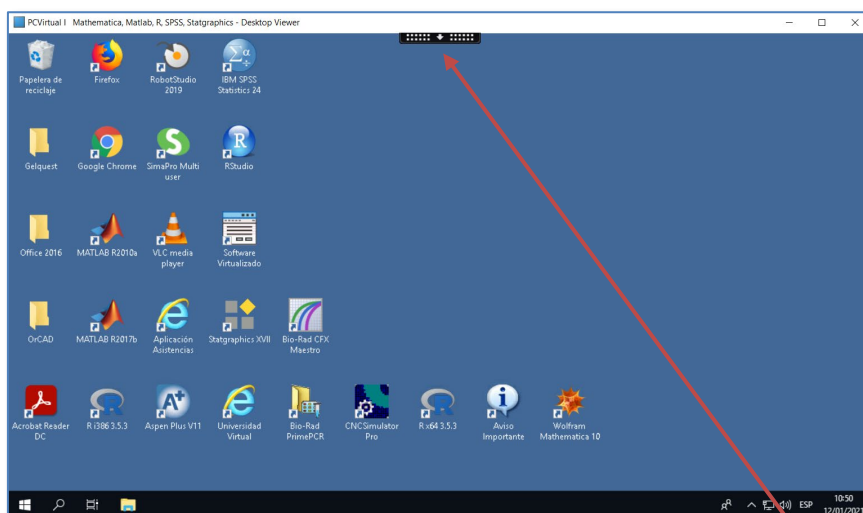 PCVirtual I   Mathematica, Matlab, R, SPSS, Statgraphics - Desktop Viewer
Papelera de
reciclaje
Firefox
RobotStudio
2019
IBM SPSS
Statistics 24
Gelquest
Google Chrome
SimaPro Multi
user
RStudio
Office 2016
MATLAB R2010a
VLC media
player
Software
Virtualizado
OrCAD
MATLAB R2017b
Aplicación
Asistencias
Statgraphics XVII
Bio-Rad CFX
Maestro
Acrobat Reader
DC
R i386 3.5.3
Aspen Plus V11
Universidad
Virtual
Bio-Rad
PrimePCR
CNCSimulator
Pro
R x64 3.5.3
Aviso
Importante
Wolfram
Mathematica 10
ESP
10:50